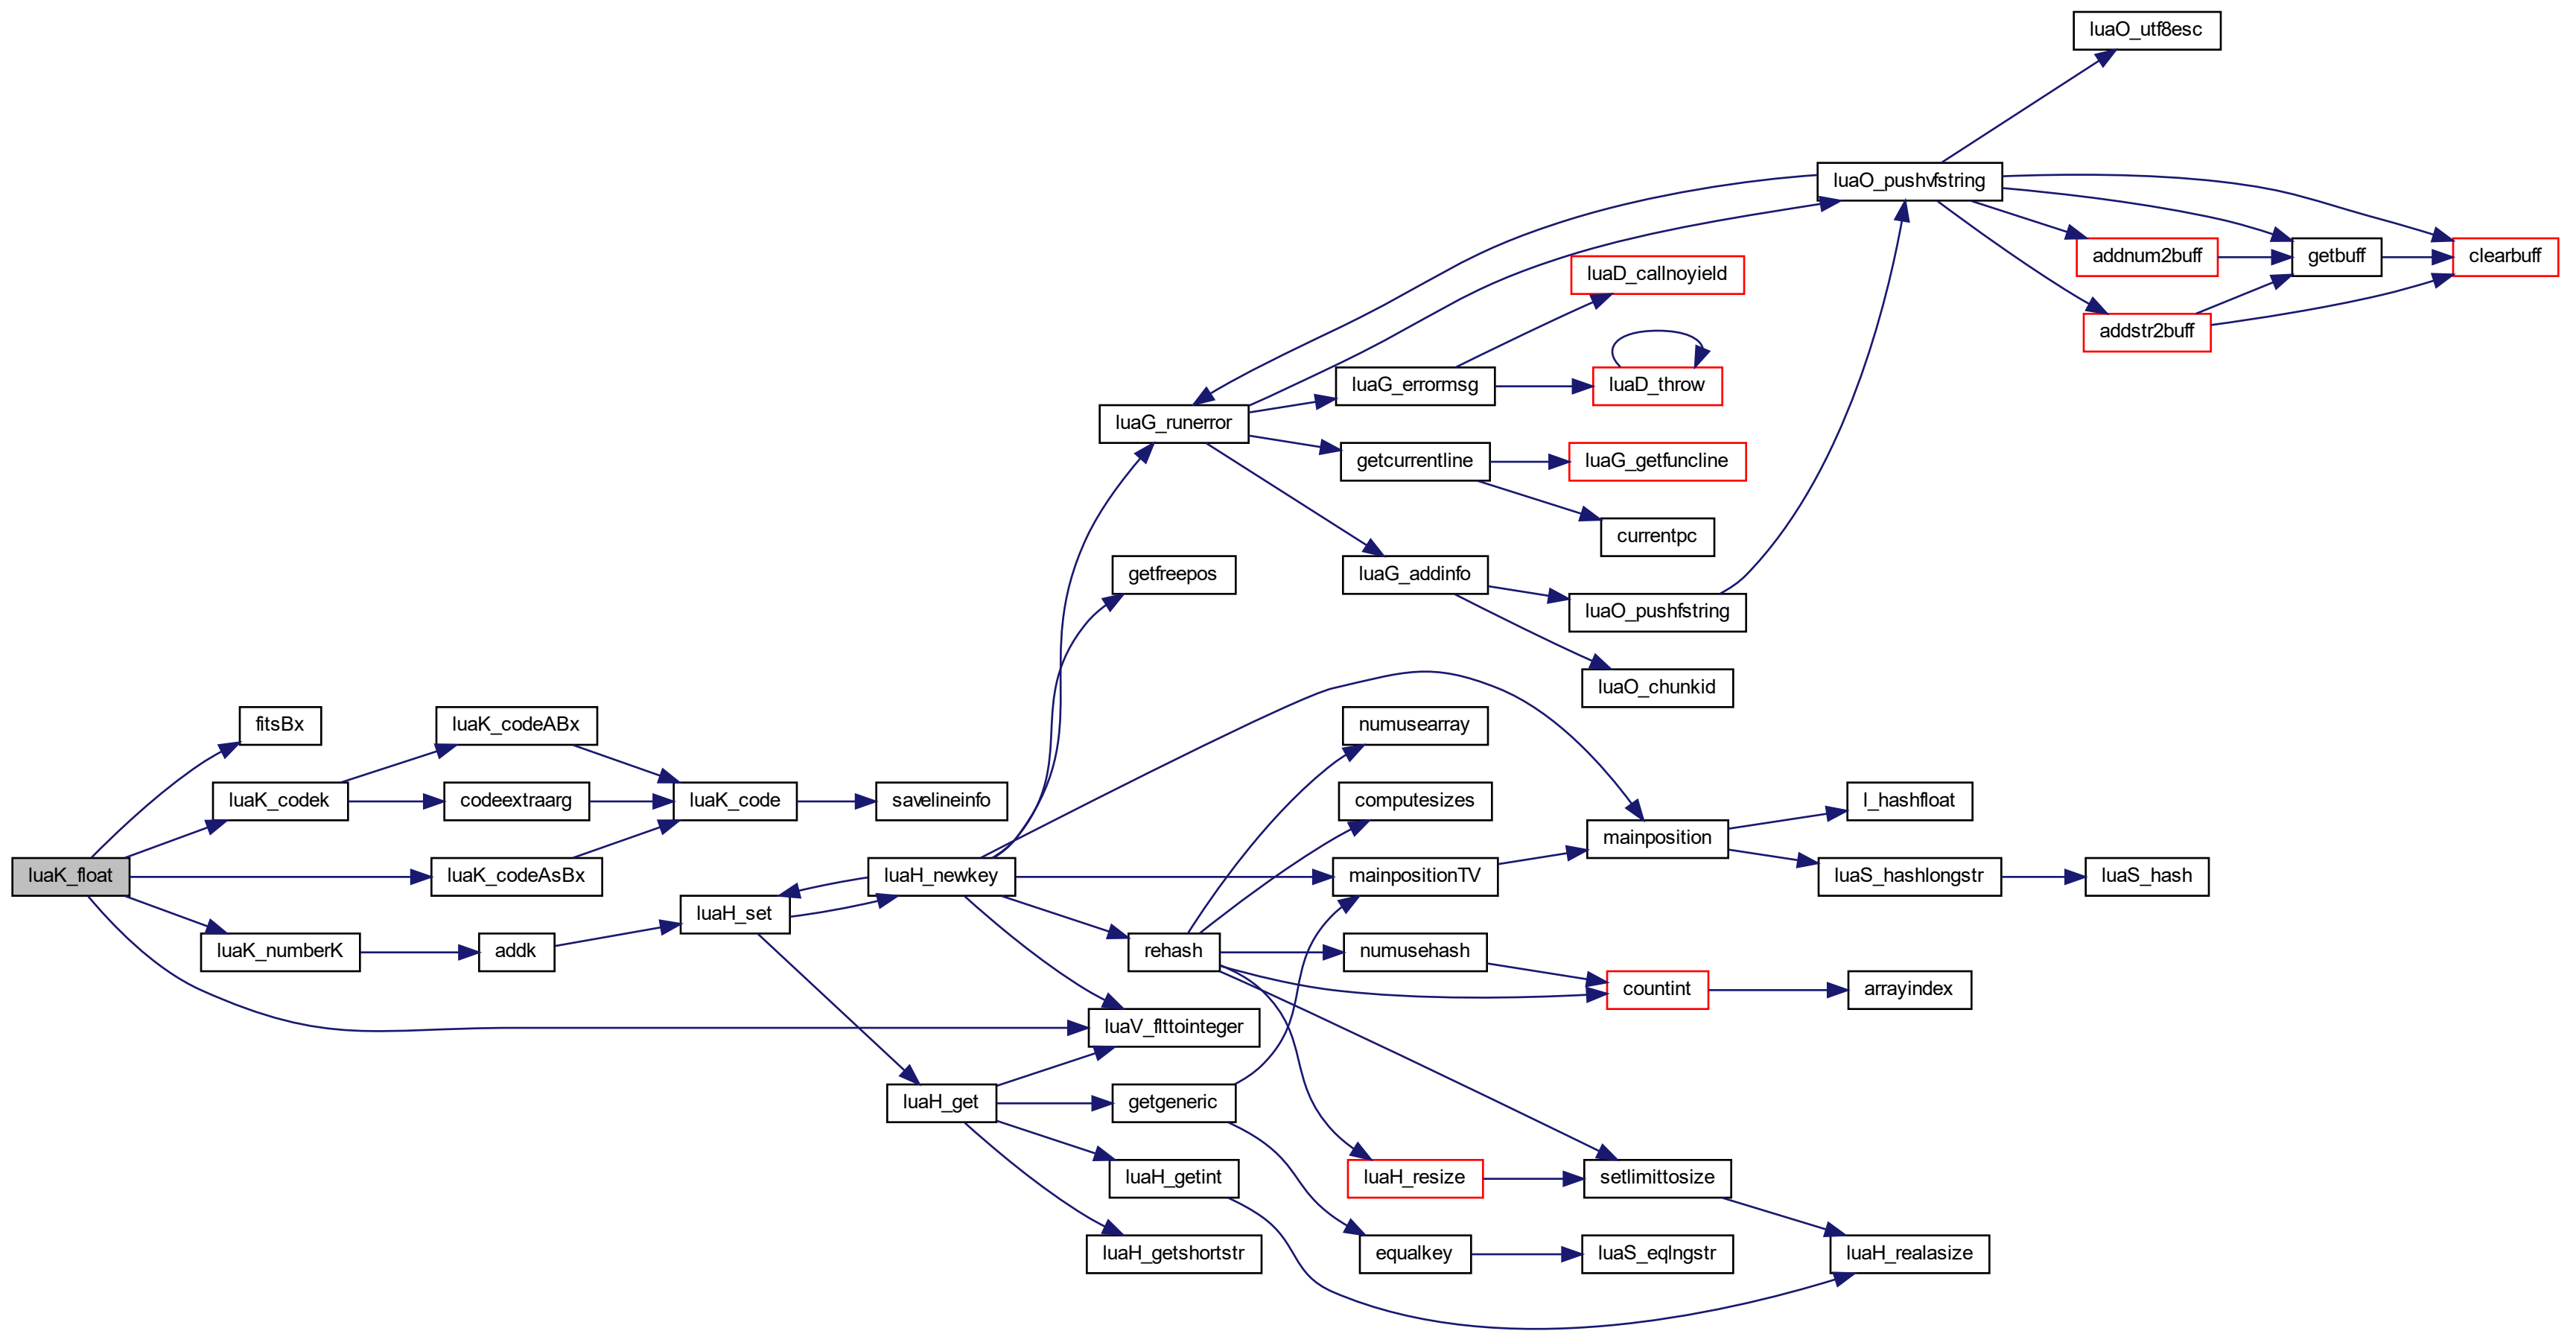 luaO_utf8esc
luaO_pushvfstring
addnum2buff
getbuff
clearbuff
luaD_callnoyield
addstr2buff
luaG_errormsg
luaD_throw
luaG_runerror
getcurrentline
luaG_getfuncline
currentpc
getfreepos
luaG_addinfo
luaO_pushfstring
luaO_chunkid
fitsBx
luaK_codeABx
numusearray
luaK_codek
codeextraarg
luaK_code
savelineinfo
computesizes
l_hashfloat
mainposition
luaK_float
luaK_codeAsBx
luaH_newkey
mainpositionTV
luaS_hashlongstr
luaS_hash
luaH_set
luaK_numberK
addk
rehash
numusehash
countint
arrayindex
luaV_flttointeger
luaH_get
getgeneric
luaH_getint
luaH_resize
setlimittosize
luaH_getshortstr
equalkey
luaS_eqlngstr
luaH_realasize